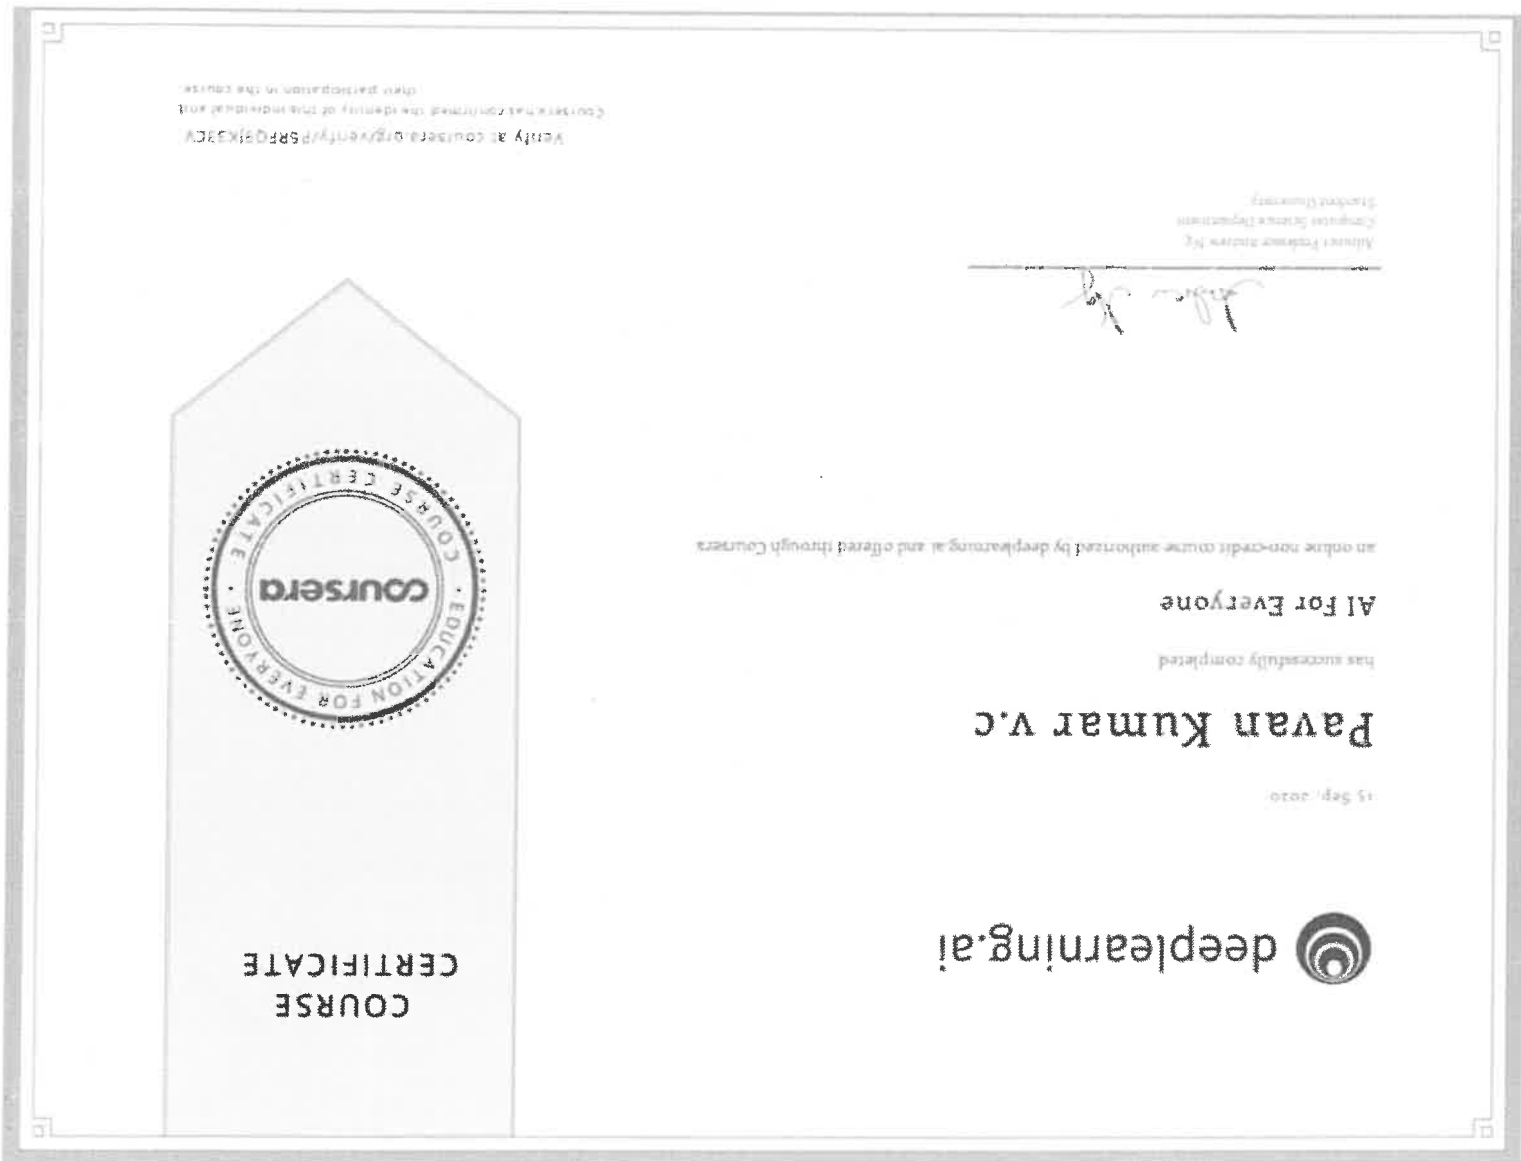 deeplearning.ai
15 Sep, 2020
Pavan Kumar v.c
has successfully completed
AI For Everyone
an online non-credit course authorized by deeplearning.ai and offered through Coursera
Adjunct Professor Andrew Ng
Computer Science Department
Stanford University
COURSE
CERTIFICATE
EDUCATION FOR EVERYONE
coursera
COURSE CERTIFICATE
Verify at coursera.org/verify/
Coursera has confirmed the identity of this individual and
their participation in the course.